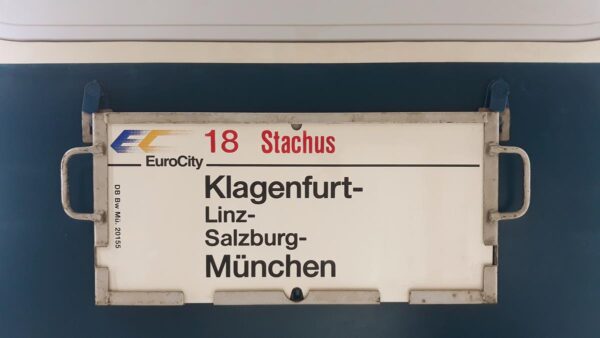 EC 18 Stachus
EuroCity
Klagenfurt-
Linz-
Salzburg-
München
DB Bw Mü. 20155